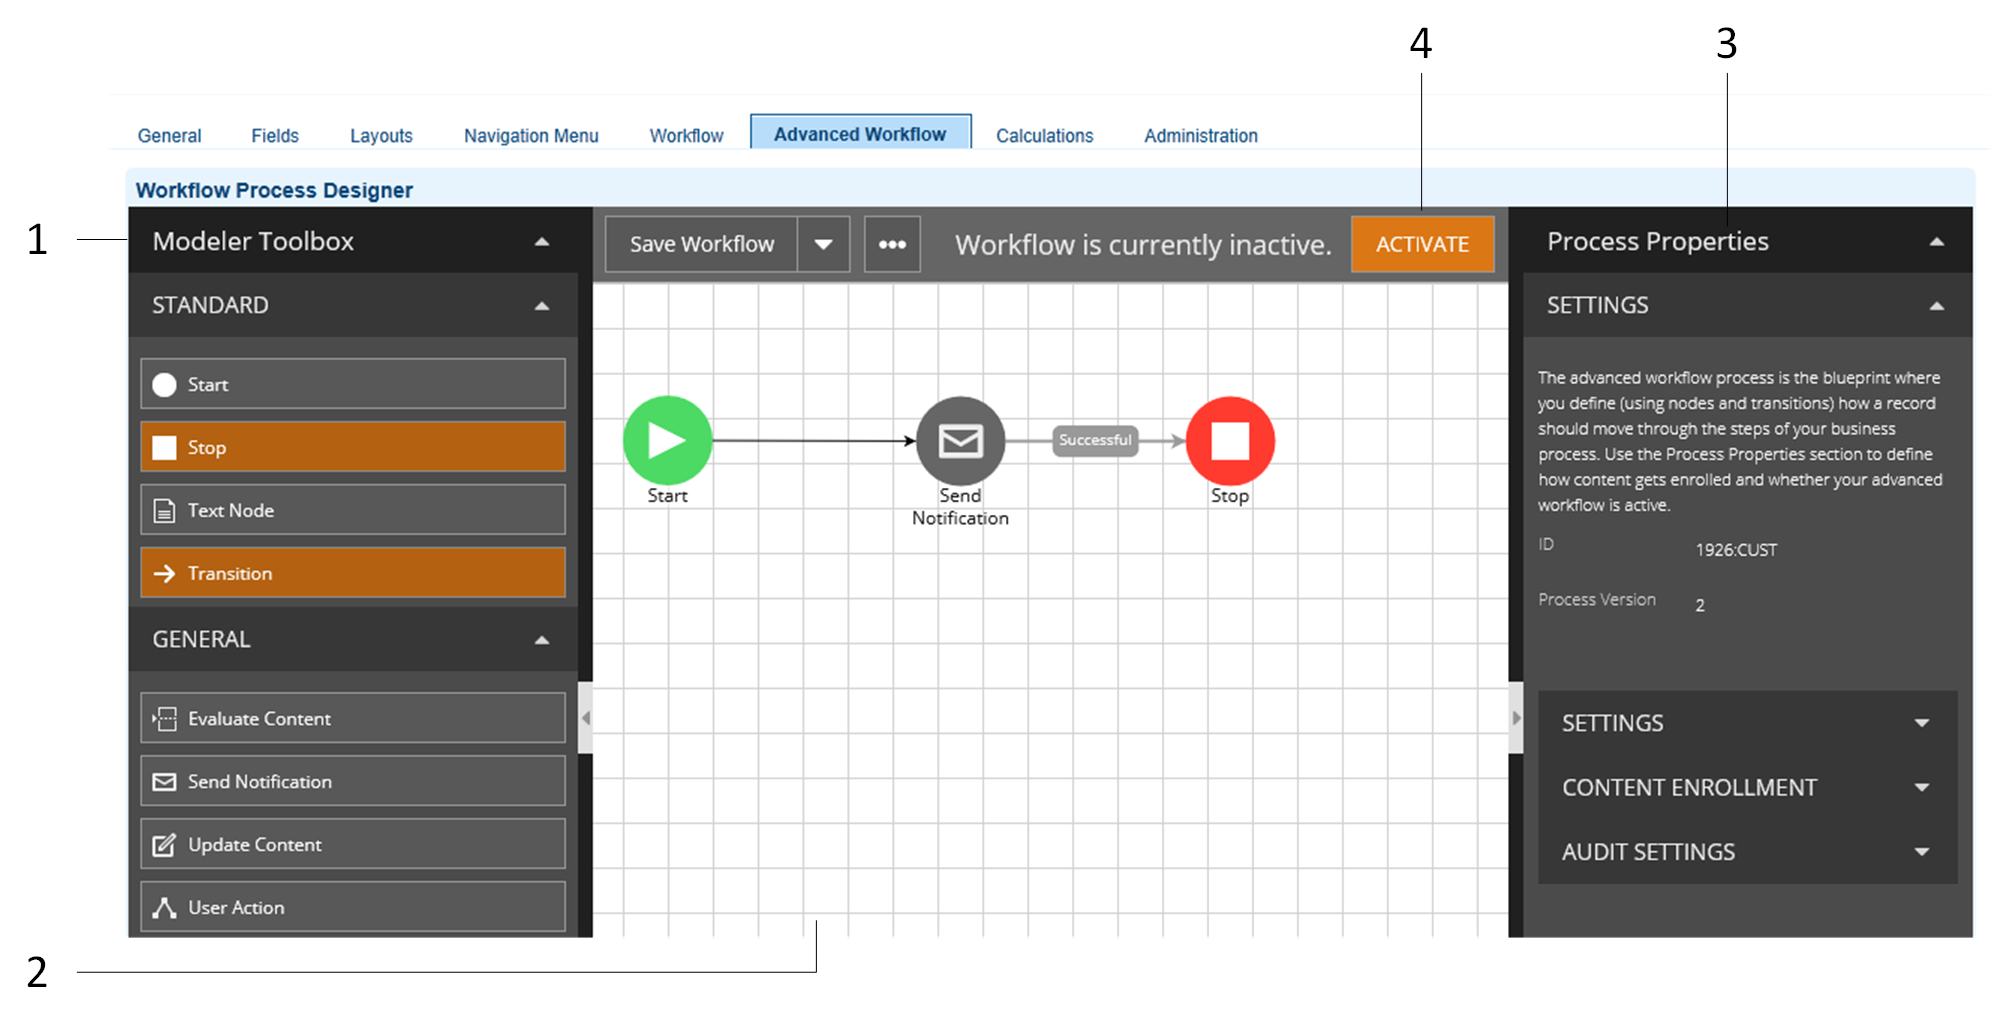 4 3
General Fields Layouts Navigation Menu Workflow Advanced Workflow Calculations Administration
Workflow Process Designer
1
Modeler Toolbox
STANDARD
Start
Stop
Text Node
Transition
GENERAL
Evaluate Content
Send Notification
Update Content
User Action
2
Save Workflow ••• Workflow is currently inactive. ACTIVATE
Start
Send
Notification
Successful
Stop
Process Properties
SETTINGS
The advanced workflow process is the blueprint where
you define (using nodes and transitions) how a record
should move through the steps of your business
process. Use the Process Properties section to define
how content gets enrolled and whether your advanced
workflow is active.
ID 1926:CUST
Process Version 2
SETTINGS
CONTENT ENROLLMENT
AUDIT SETTINGS